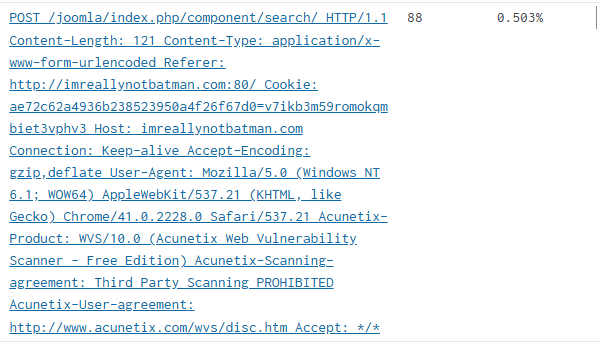 POST /joomla/index.php/component/search/ HTTP/1.1 88 0.503%
Content-Length: 121 Content-Type: application/x-
www-form-urlencoded Referer:
http://imreallynotbatman.com:80/ Cookie:
ae72c62a4936b238523950a4f26f67d0=v7ikb3m59romokqm
biet3vphv3 Host: imreallynotbatman.com
Connection: Keep-alive Accept-Encoding:
gzip,deflate User-Agent: Mozilla/5.0 (Windows NT
6.1; WOW64) AppleWebKit/537.21 (KHTML, like
Gecko) Chrome/41.0.2228.0 Safari/537.21 Acunetix-
Product: WVS/10.0 (Acunetix Web Vulnerability
Scanner - Free Edition) Acunetix-Scanning-
agreement: Third Party Scanning PROHIBITED
Acunetix-User-agreement:
http://www.acunetix.com/wvs/disc.htm Accept: */*